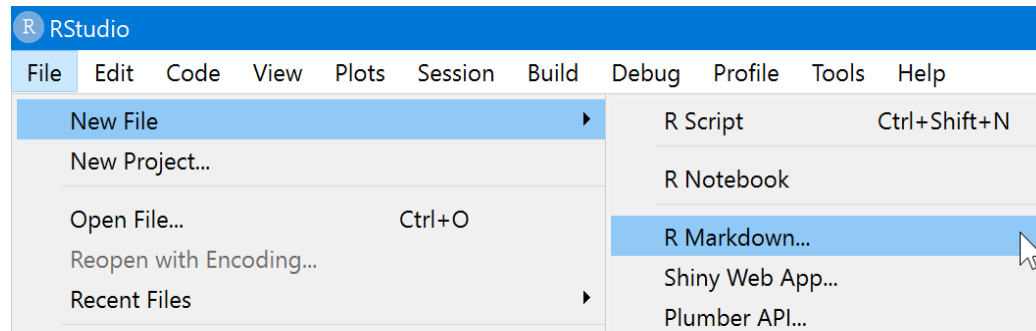 R RStudio
File Edit Code View Plots Session Build Debug Profile Tools Help
New File
New Project...
Open File... Ctrl+O
Reopen with Encoding...
Recent Files
R Script Ctrl+Shift+N
R Notebook
R Markdown...
Shiny Web App...
Plumber API...